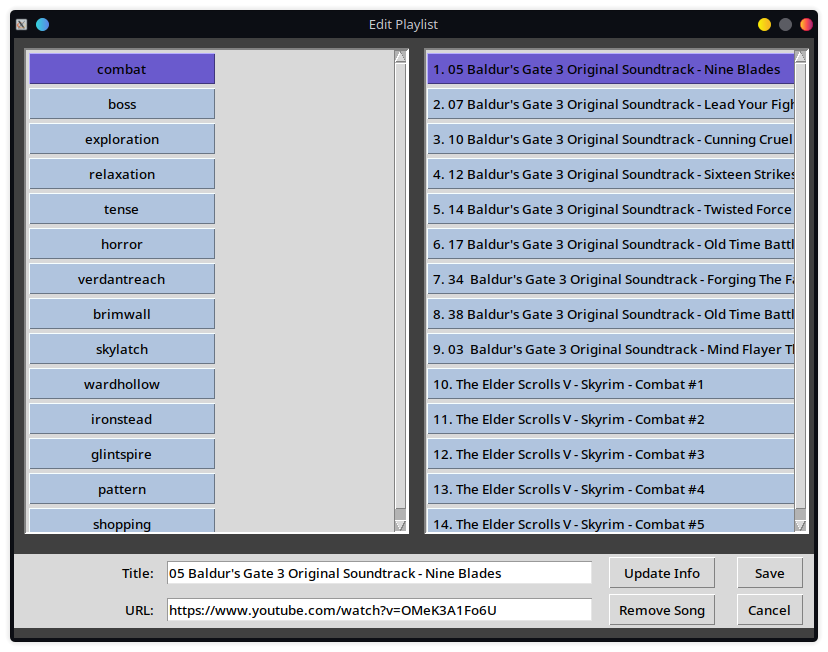 Edit Playlist
combat
boss
exploration
relaxation
tense
horror
verdantreach
brimwall
skylatch
wardhollow
ironstead
glintspire
pattern
shopping
1. 05 Baldur's Gate 3 Original Soundtrack - Nine Blades
2. 07 Baldur's Gate 3 Original Soundtrack - Lead Your Figh
3. 10 Baldur's Gate 3 Original Soundtrack - Cunning Cruel
4. 12 Baldur's Gate 3 Original Soundtrack - Sixteen Strikes
5. 14 Baldur's Gate 3 Original Soundtrack - Twisted Force
6. 17 Baldur's Gate 3 Original Soundtrack - Old Time Battl
7. 34  Baldur's Gate 3 Original Soundtrack - Forging The Fa
8. 38 Baldur's Gate 3 Original Soundtrack - Old Time Battl
9. 03  Baldur's Gate 3 Original Soundtrack - Mind Flayer Th
10. The Elder Scrolls V - Skyrim - Combat #1
11. The Elder Scrolls V - Skyrim - Combat #2
12. The Elder Scrolls V - Skyrim - Combat #3
13. The Elder Scrolls V - Skyrim - Combat #4
14. The Elder Scrolls V - Skyrim - Combat #5
Title: 05 Baldur's Gate 3 Original Soundtrack - Nine Blades Update Info Save
URL: https://www.youtube.com/watch?v=OMeK3A1Fo6U Remove Song Cancel